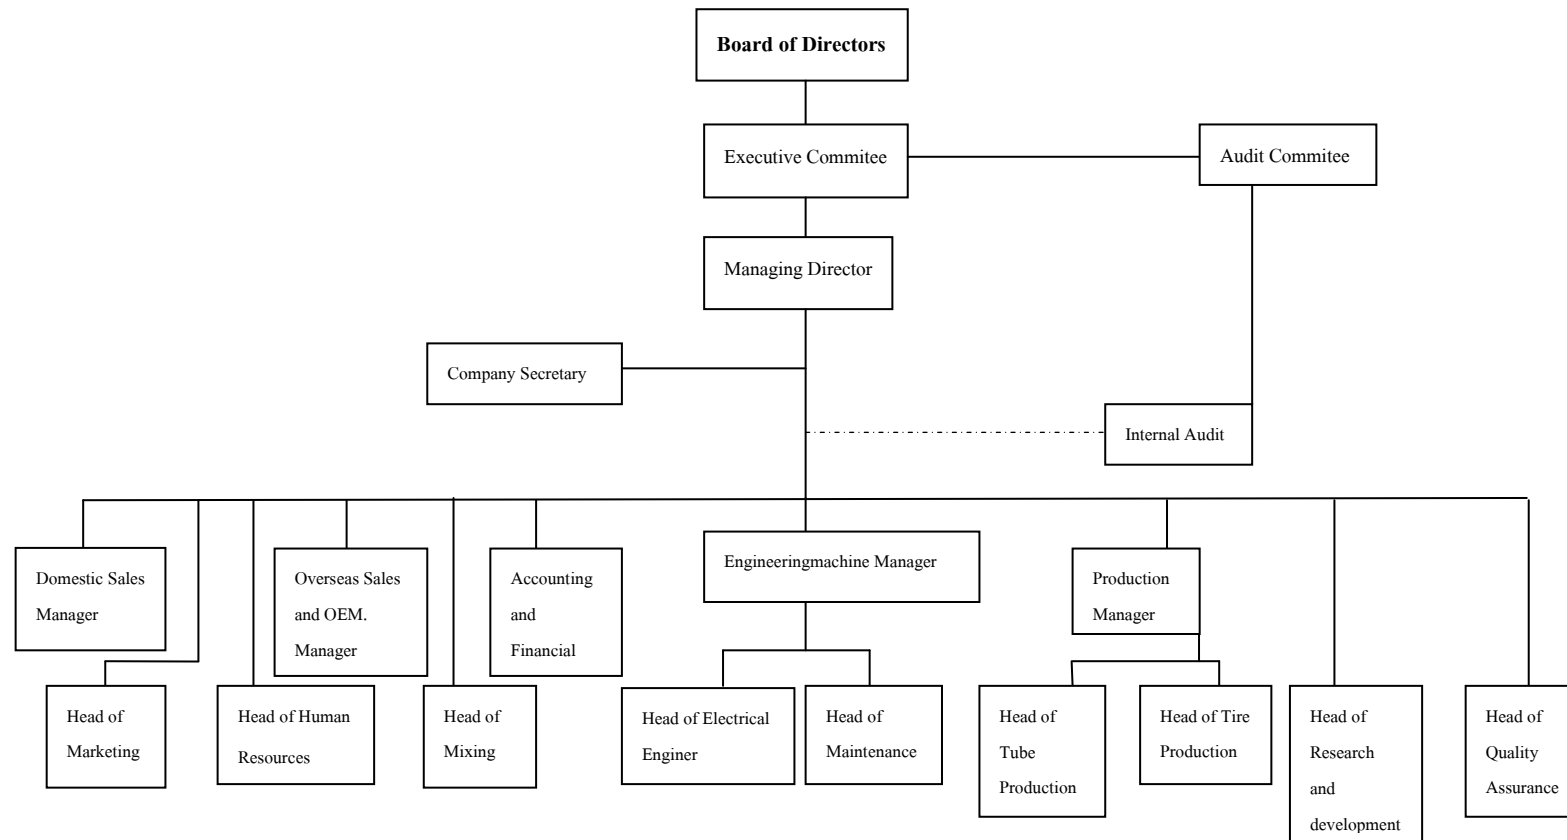 Board of Directors
Executive Commitee
Audit Commitee
Managing Director
Company Secretary
Internal Audit
Domestic Sales
Manager
Overseas Sales
and OEM.
Manager
Accounting
and
Financial
Engineeringmachine Manager
Production
Manager
Head of
Marketing
Head of Human
Resources
Head of
Mixing
Head of Electrical
Enginer
Head of
Maintenance
Head of
Tube
Production
Head of Tire
Production
Head of
Research
and
development
Head of
Quality
Assurance